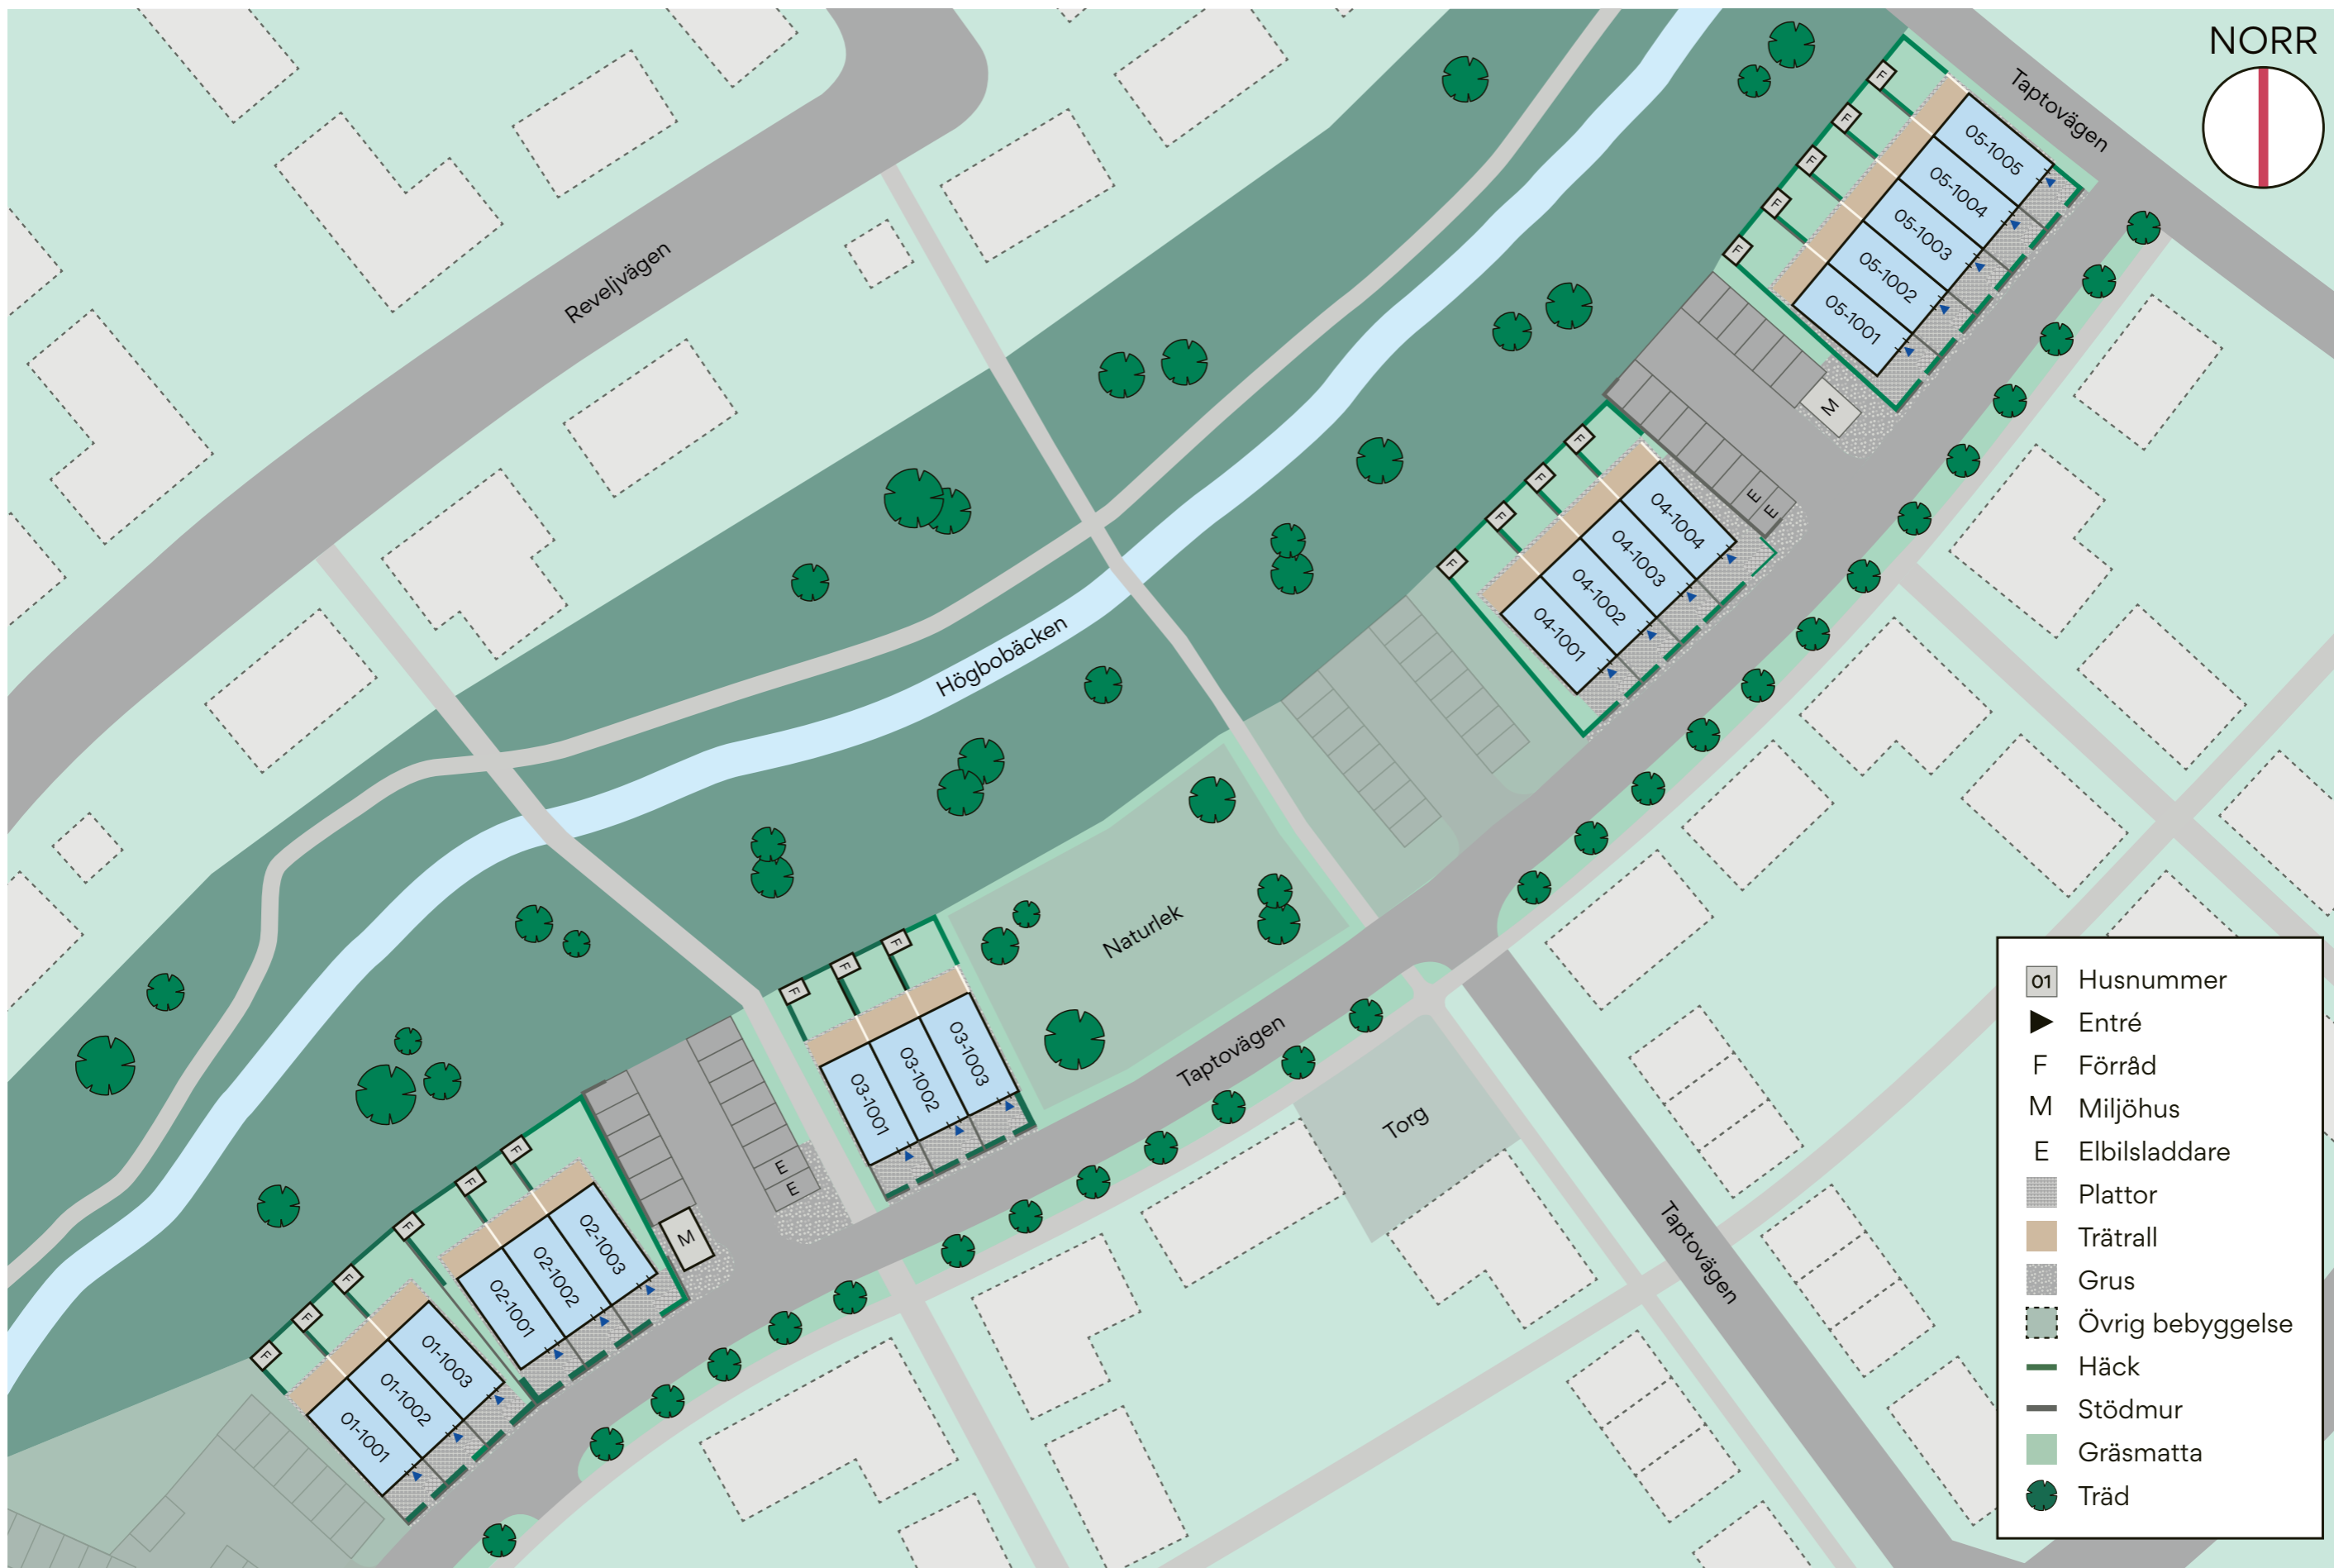 NORR
Taptovägen
F
F
F
F
F
05-1005
05-1004
05-1003
05-1002
05-1001
M
Reveljvägen
E
E
F
F
F
F
04-1004
04-1003
04-1002
04-1001
Högbobäcken
Naturlek
F
F
F
03-1003
03-1002
03-1001
Taptovägen
Torg
E
E
M
F
F
F
02-1003
02-1002
02-1001
F
F
F
01-1003
01-1002
01-1001
Taptovägen
01 Husnummer
Entré
F Förråd
M Miljöhus
E Elbilsladdare
Plattor
Trätrall
Grus
Övrig bebyggelse
Häck
Stödmur
Gräsmatta
Träd